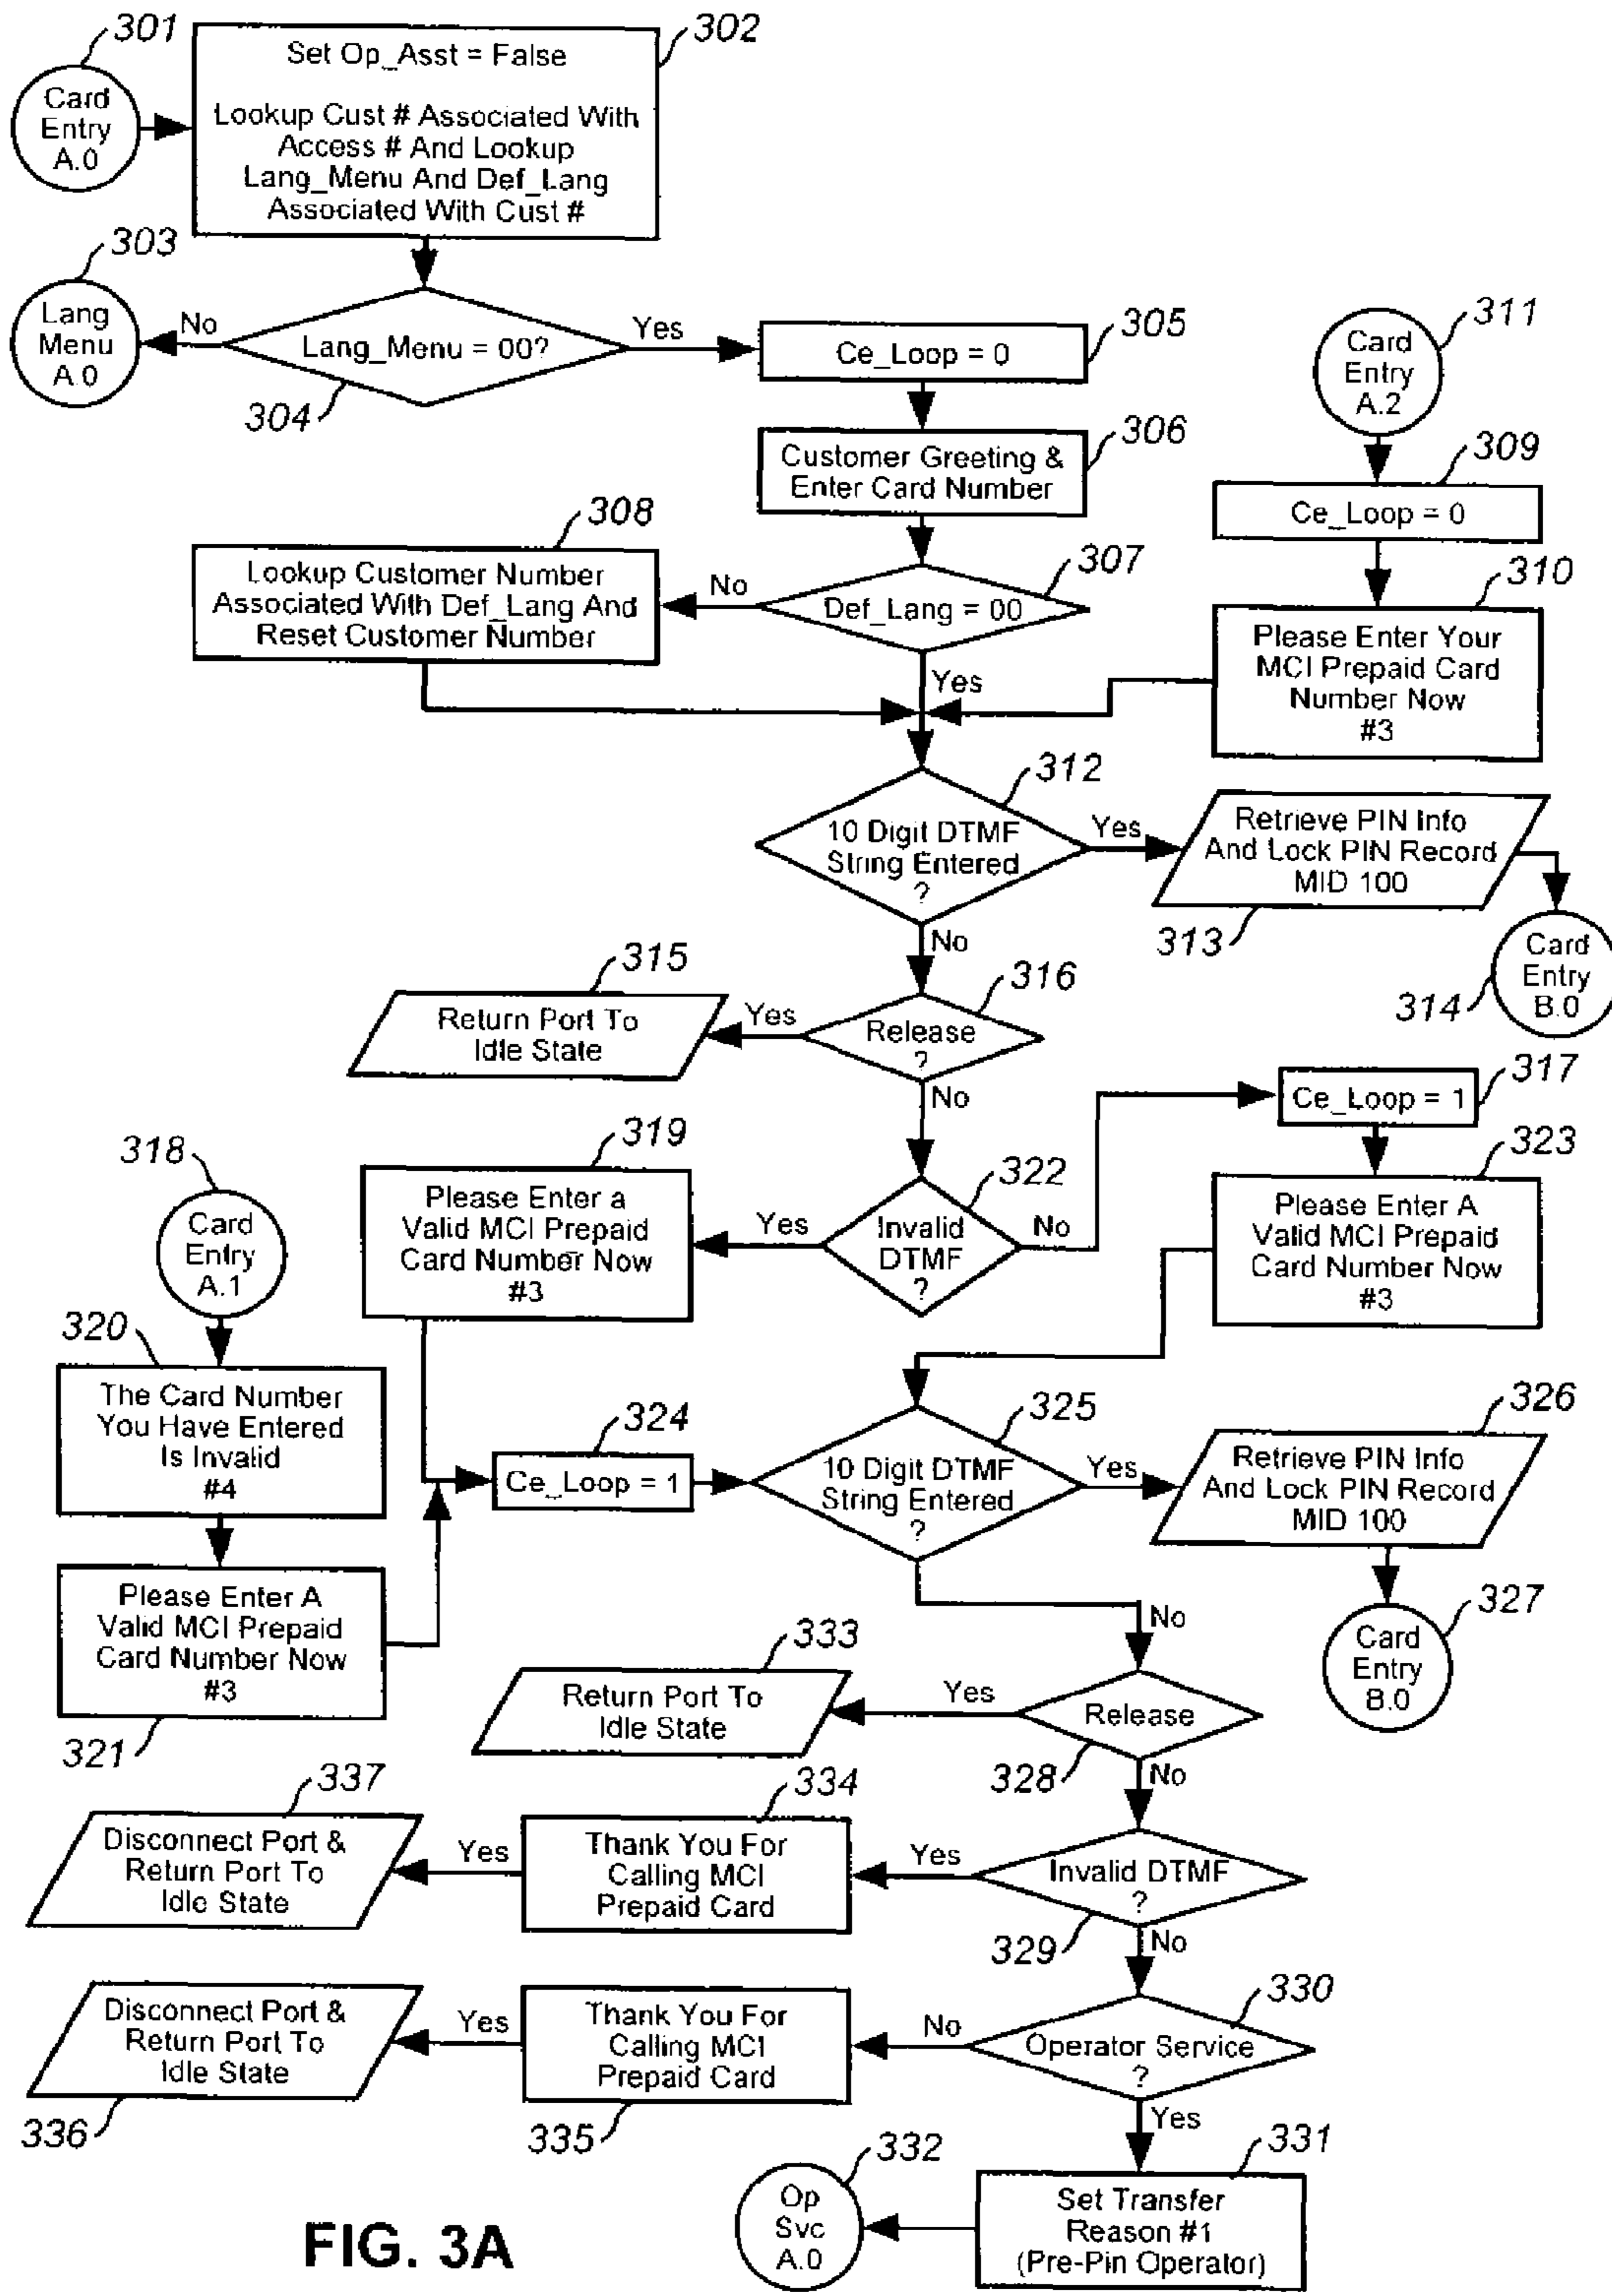 301
Card
Entry
A.0
302
Set Op_Asst = False
Lookup Cust # Associated With
Access # And Lookup
Lang_Menu And Def_Lang
Associated With Cust #
303
Lang
Menu
A.0
No
Lang_Menu = 00?
304
Yes
305
Ce_Loop = 0
306
Customer Greeting &
Enter Card Number
311
Card
Entry
A.2
309
Ce_Loop = 0
308
Lookup Customer Number
Associated With Def_Lang And
Reset Customer Number
No
307
Def_Lang = 00
Yes
310
Please Enter Your
MCI Prepaid Card
Number Now
#3
312
10 Digit DTMF
String Entered
?
Yes
Retrieve PIN Info
And Lock PIN Record
MID 100
313
Card
Entry
B.0
314
No
315
Return Port To
Idle State
Yes
316
Release
?
No
317
Ce_Loop = 1
318
Card
Entry
A.1
319
Please Enter a
Valid MCI Prepaid
Card Number Now
#3
Yes
322
Invalid
DTMF
?
No
323
Please Enter A
Valid MCI Prepaid
Card Number Now
#3
320
The Card Number
You Have Entered
Is Invalid
#4
324
Ce_Loop = 1
325
10 Digit DTMF
String Entered
?
Yes
326
Retrieve PIN Info
And Lock PIN Record
MID 100
327
Card
Entry
B.0
Please Enter A
Valid MCI Prepaid
Card Number Now
#3
321
No
333
Return Port To
Idle State
Yes
Release
328
No
337
Disconnect Port &
Return Port To
Idle State
Yes
334
Thank You For
Calling MCI
Prepaid Card
Yes
Invalid DTMF
?
329
No
Disconnect Port &
Return Port To
Idle State
336
Yes
Thank You For
Calling MCI
Prepaid Card
335
No
330
Operator Service
?
Yes
331
Set Transfer
Reason #1
(Pre-Pin Operator)
332
Op
Svc
A.0
FIG. 3A